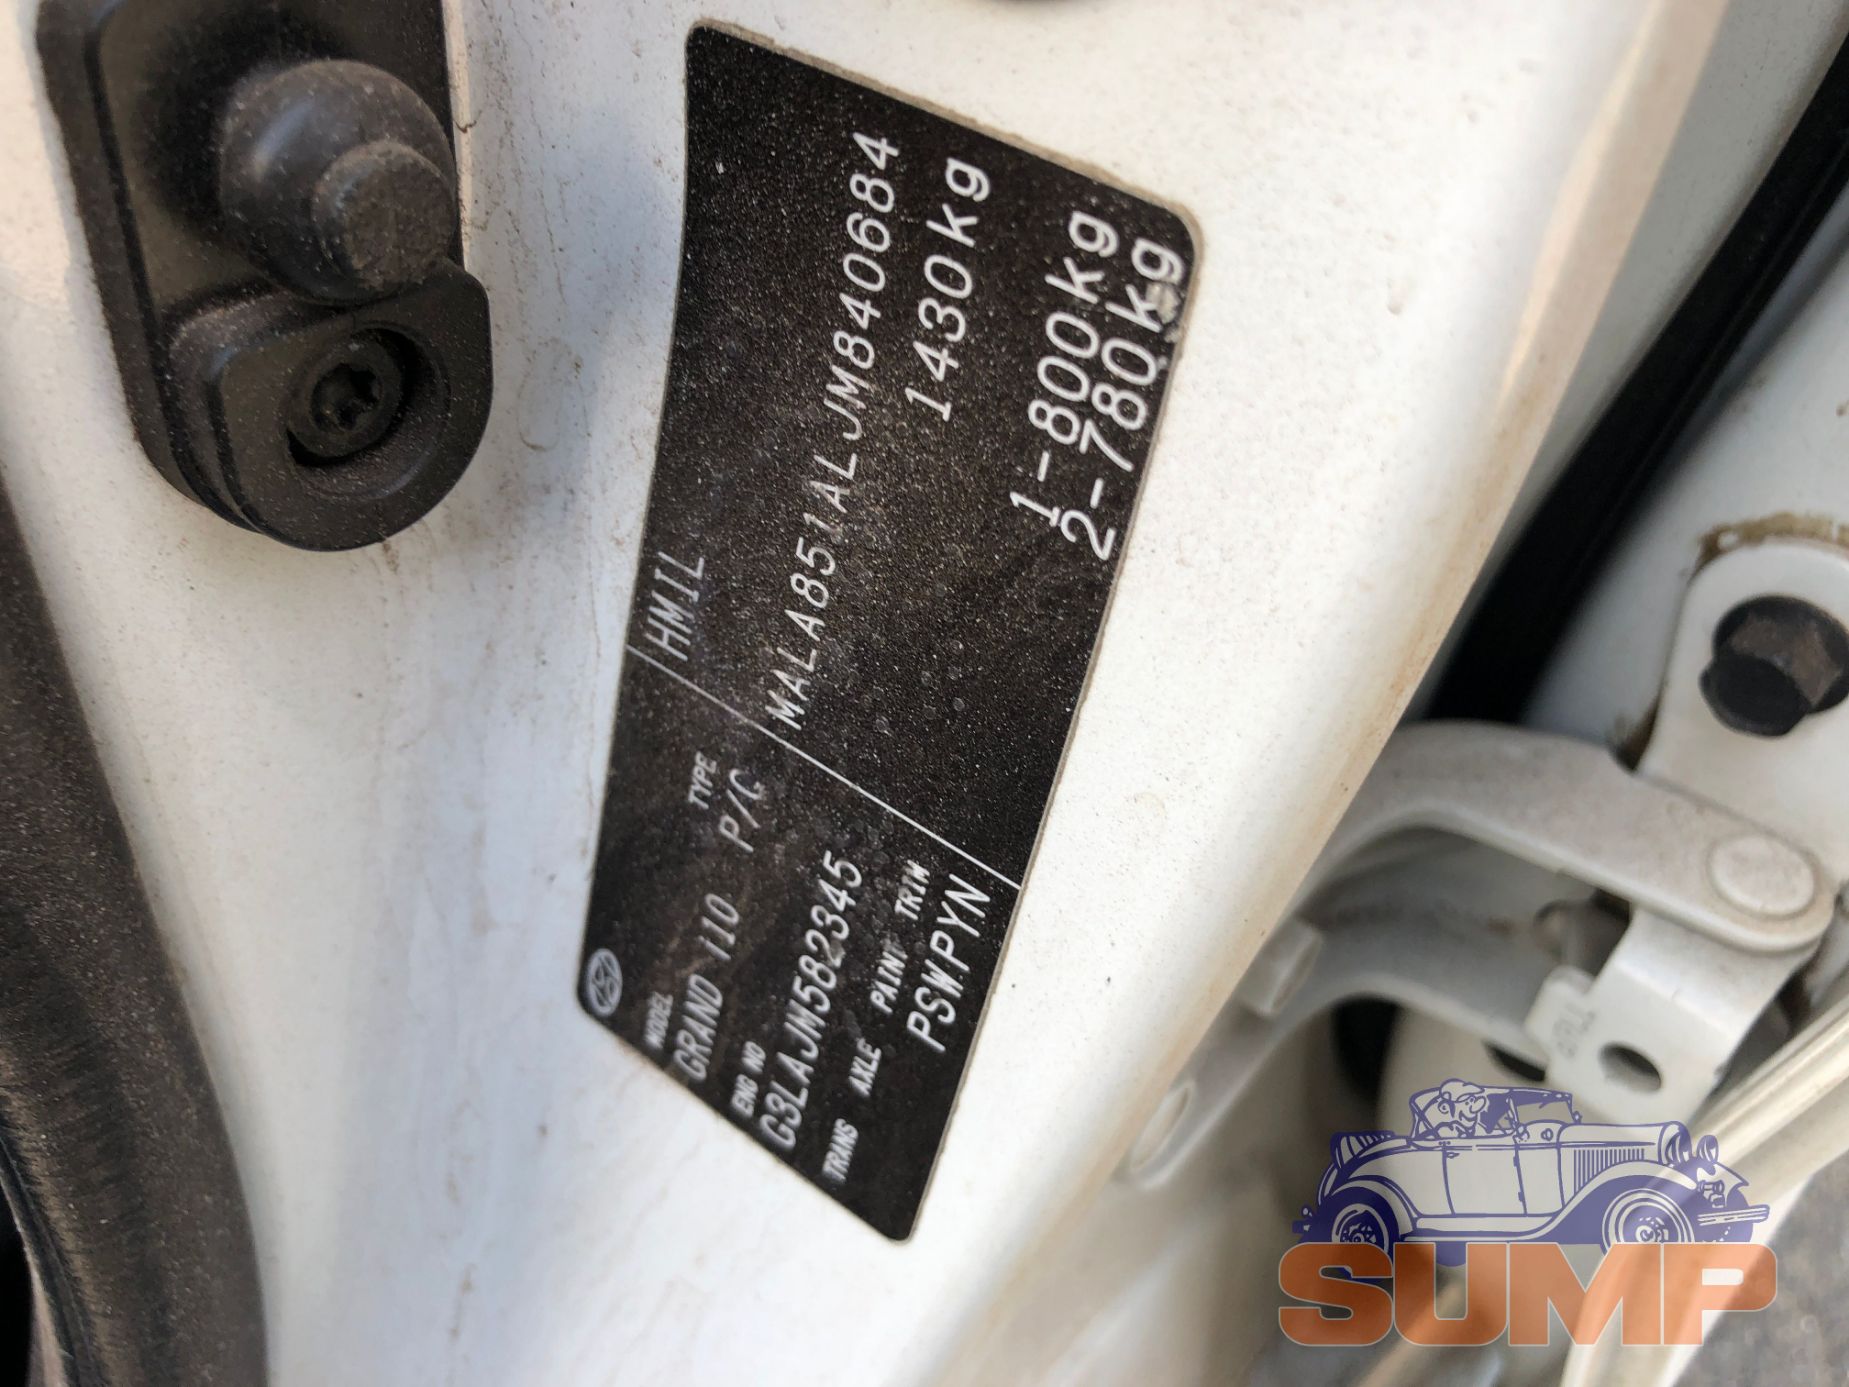 HMIL
MALA851ALJM840684
1430kg
1-800kg
2-780kg
MODEL TYPE
GRAND i10 P/C
ENG NO
G3LAJM582345
TRANS AXLE PAINT TRIM
PSWPYN
SUMP